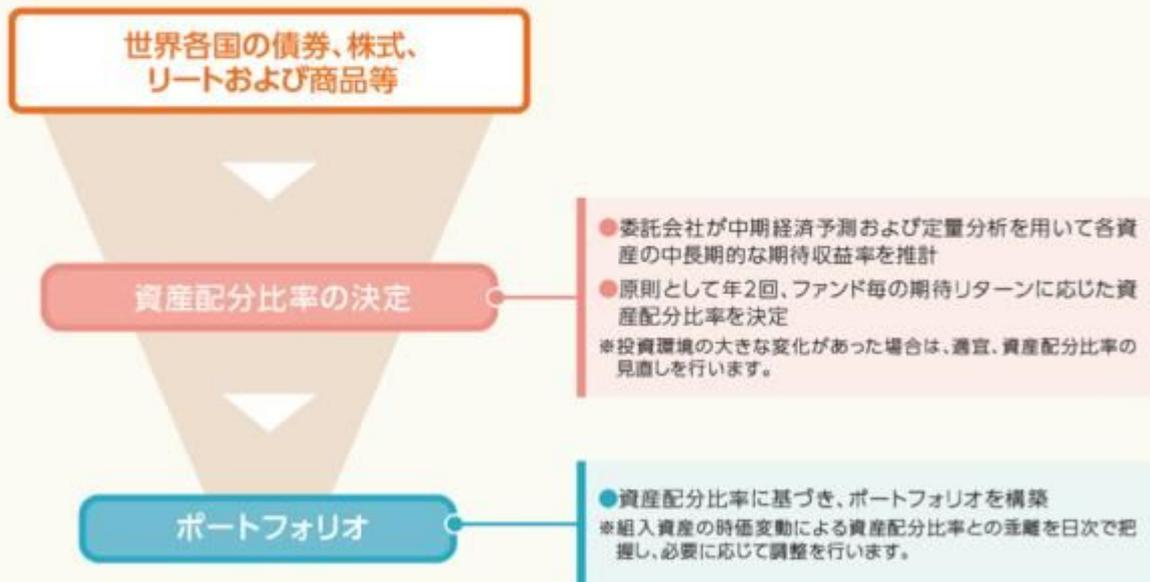 世界各国の債券、株式、
リートおよび商品等
資産配分比率の決定
●委託会社が中期経済予測および定量分析を用いて各資
産の中長期的な期待収益率を推計
●原則として年2回、ファンド毎の期待リターンに応じた資
産配分比率を決定
※投資環境の大きな変化があった場合は、適宜、資産配分比率の
見直しを行います。
ポートフォリオ
●資産配分比率に基づき、ポートフォリオを構築
※組入資産の時価変動による資産配分比率との乖離を日次で把
握し、必要に応じて調整を行います。